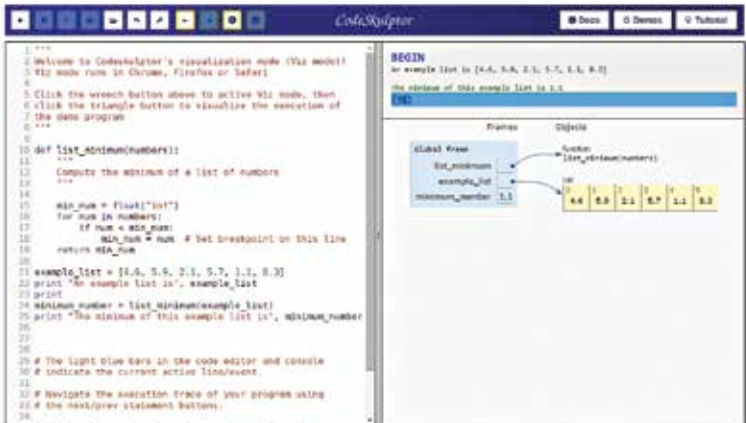 CodeSkulptor
Docs
Demos
Tutorial
1 """
2 Welcome to CodeSkulptor's visualization mode (Viz mode)!
3 Viz mode runs in Chrome, Firefox or Safari
4
5 Click the wrench button above to active Viz mode, then
6 click the triangle button to visualize the execution of
7 the demo program
8 """
9
10 def list_minimum(numbers):
11 """
12 Compute the minimum of a list of numbers
13 """
14
15 min_num = float("inf")
16 for num in numbers:
17 if num < min_num:
18 min_num = num # Set breakpoint on this line
19 return min_num
20
21 example_list = [4.6, 5.9, 2.1, 5.7, 1.1, 8.3]
22 print "An example list is", example_list
23 print
24 minimum_number = list_minimum(example_list)
25 print "The minimum of this example list is", minimum_number
26
27
28
29 # The light blue bars in the code editor and console
30 # indicate the current active line/event.
31
32 # Navigate the execution trace of your program using
33 # the next/prev statement buttons.
34
BEGIN
An example list is [4.6, 5.9, 2.1, 5.7, 1.1, 8.3]
The minimum of this example list is 1.1
END
Frames Objects
Global frame
list_minimum
example_list
minimum_number 1.1
function
list_minimum(numbers)
list
0 1 2 3 4 5
4.6 5.9 2.1 5.7 1.1 8.3